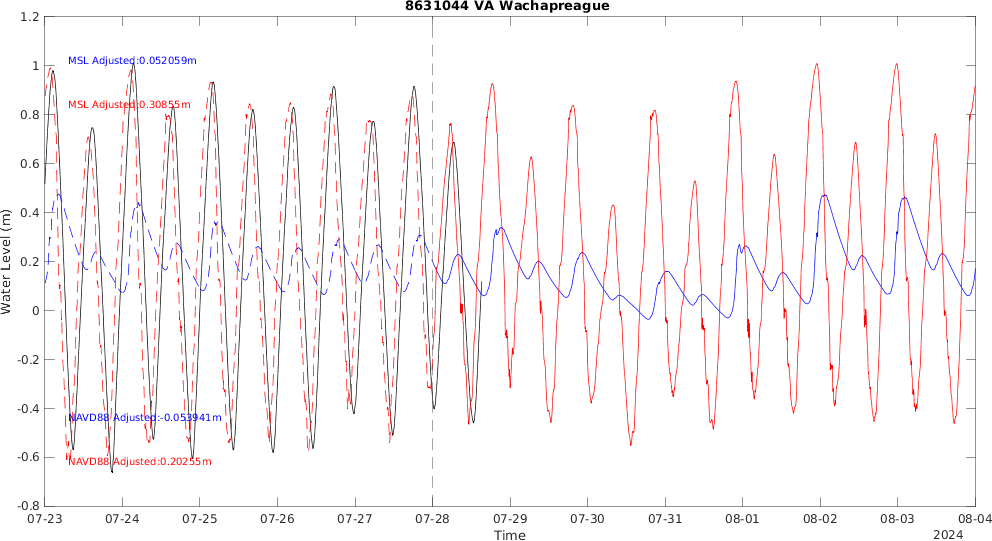 8631044 VA Wachapreague
1.2
1
0.8
0.6
0.4
0.2
0
-0.2
-0.4
-0.6
-0.8
Water Level (m)
MSL Adjusted:0.052059m
MSL Adjusted:0.30855m
NAVD88 Adjusted:-0.053941m
NAVD88 Adjusted:0.20255m
07-23 07-24 07-25 07-26 07-27 07-28 07-29 07-30 07-31 08-01 08-02 08-03 08-04
Time
2024